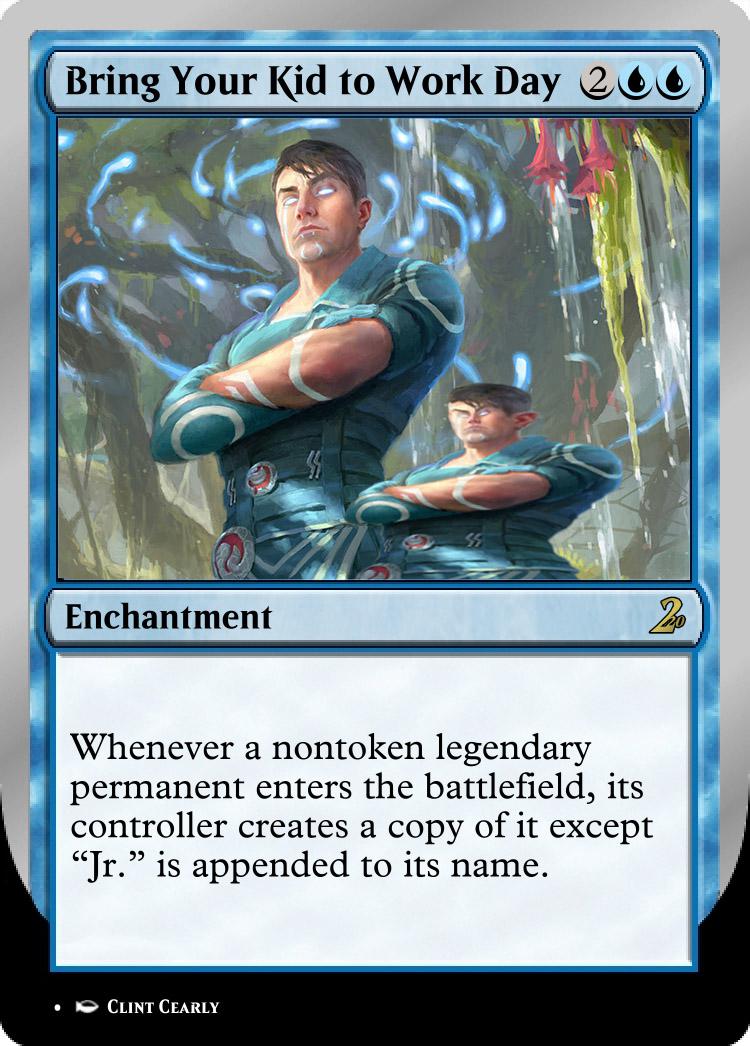 Bring Your Kid to Work Day 2
Enchantment
Whenever a nontoken legendary
permanent enters the battlefield, its
controller creates a copy of it except
“Jr.” is appended to its name.
• Clint Cearly